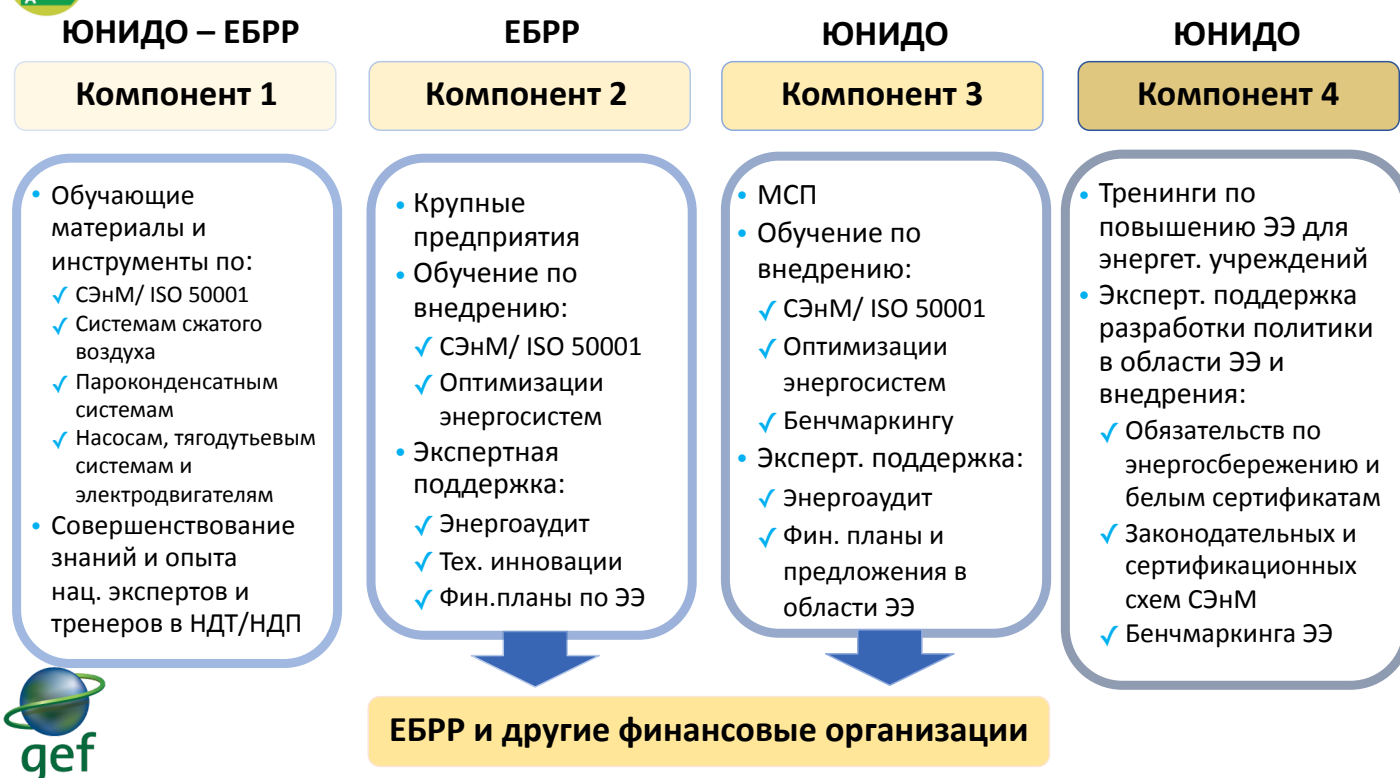 A
ЮНИДО – ЕБРР
Компонент 1
• Обучающие
материалы и
инструменты по:
✓ СЭнМ/ ISO 50001
✓ Системам сжатого
воздуха
✓ Пароконденсатным
системам
✓ Насосам, тягодутьевым
системам и
электродвигателям
• Совершенствование
знаний и опыта
нац. экспертов и
тренеров в НДТ/НДП
ЕБРР
Компонент 2
• Крупные
предприятия
• Обучение по
внедрению:
✓ СЭнМ/ ISO 50001
✓ Оптимизации
энергосистем
• Экспертная
поддержка:
✓ Энергоаудит
✓ Тех. инновации
✓ Фин.планы по ЭЭ
ЮНИДО
Компонент 3
• МСП
• Обучение по
внедрению:
✓ СЭнМ/ ISO 50001
✓ Оптимизации
энергосистем
✓ Бенчмаркингу
• Эксперт. поддержка:
✓ Энергоаудит
✓ Фин. планы и
предложения в
области ЭЭ
ЮНИДО
Компонент 4
• Тренинги по
повышению ЭЭ для
энергет. учреждений
• Эксперт. поддержка
разработки политики
в области ЭЭ и
внедрения:
✓ Обязательств по
энергосбережению и
белым сертификатам
✓ Законодательных и
сертификационных
схем СЭнМ
✓ Бенчмаркинга ЭЭ
ЕБРР и другие финансовые организации
gef